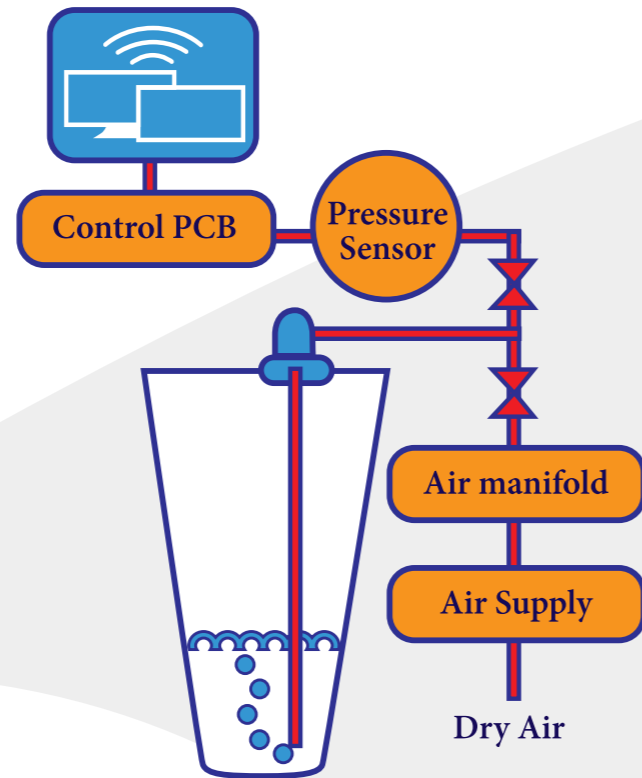 Control PCB
Pressure
Sensor
Air manifold
Air Supply
Dry Air